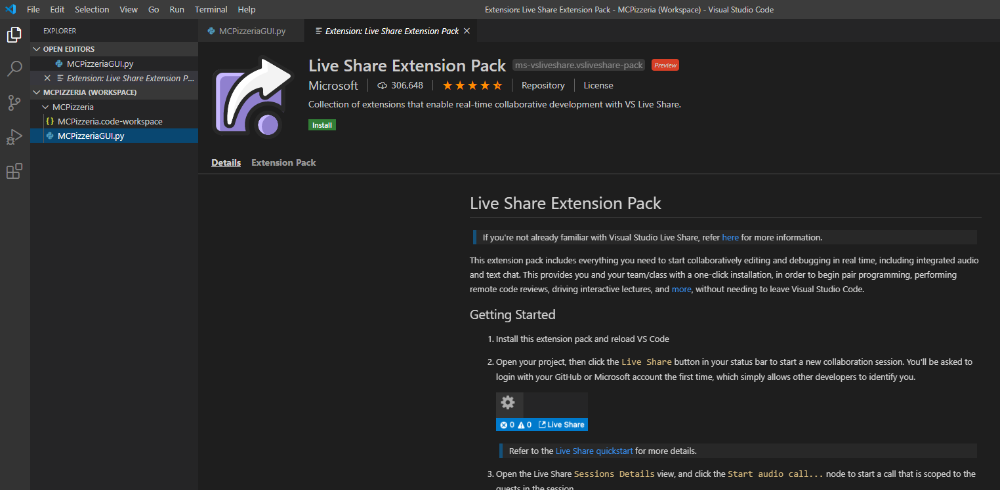 File Edit Selection View Go Run Terminal Help
Extension: Live Share Extension Pack - MCPizzeria (Workspace) - Visual Studio Code
EXPLORER
OPEN EDITORS
MCPizzeriaGUI.py
Extension: Live Share Extension P...
MCPIZZERIA (WORKSPACE)
MCPizzeria
{} MCPizzeria.code-workspace
MCPizzeriaGUI.py
MCPizzeriaGUI.py
Extension: Live Share Extension Pack
Live Share Extension Pack ms-vsliveshare.vsliveshare-pack Preview
Microsoft 306,648 Repository License
Collection of extensions that enable real-time collaborative development with VS Live Share.
Install
Details Extension Pack
Live Share Extension Pack
If you're not already familiar with Visual Studio Live Share, refer here for more information.
This extension pack includes everything you need to start collaboratively editing and debugging in real time, including integrated audio
and text chat. This provides you and your team/class with a one-click installation, in order to begin pair programming, performing
remote code reviews, driving interactive lectures, and more, without needing to leave Visual Studio Code.
Getting Started
1. Install this extension pack and reload VS Code
2. Open your project, then click the Live Share button in your status bar to start a new collaboration session. You'll be asked to
login with your GitHub or Microsoft account the first time, which simply allows other developers to identify you.
0 0 Live Share
Refer to the Live Share quickstart for more details.
3. Open the Live Share Sessions Details view, and click the Start audio call... node to start a call that is scoped to the
guests in the session